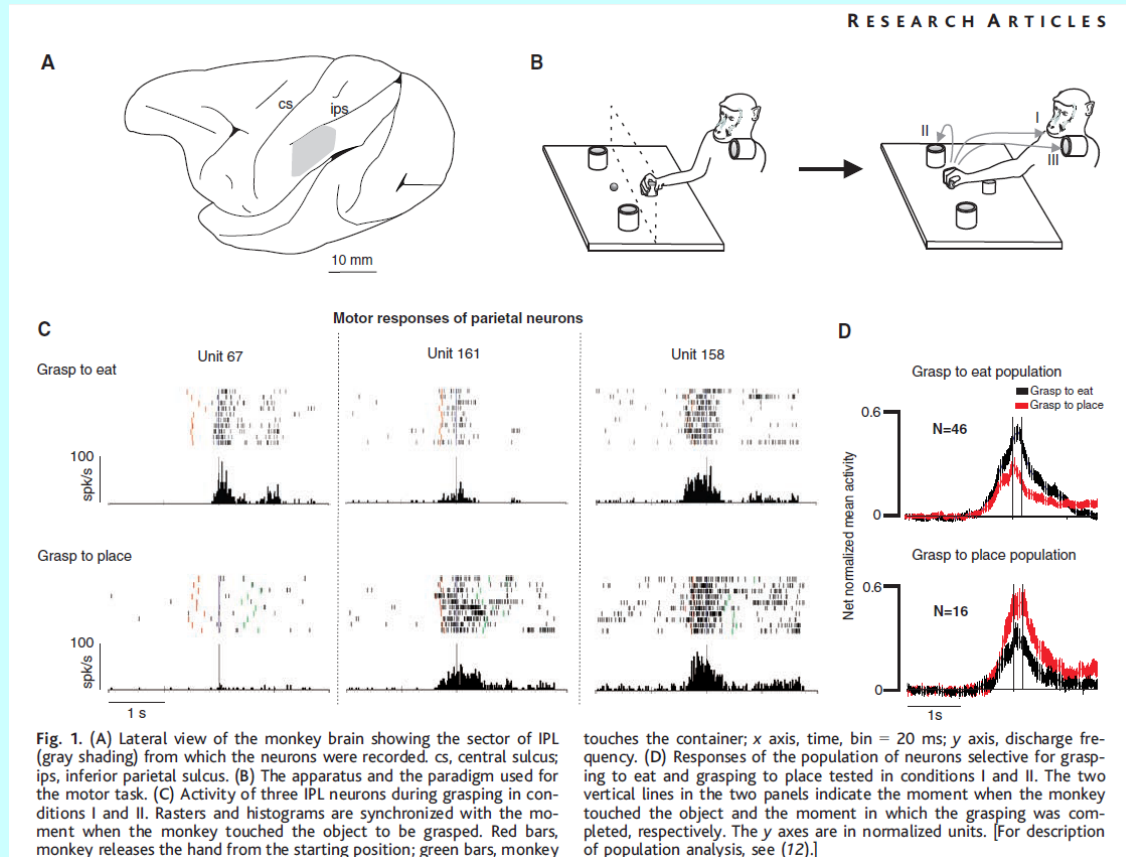 RESEARCH ARTICLES
A
cs
ips
10 mm
B
II
I
III
C
Motor responses of parietal neurons
Unit 67
Unit 161
Unit 158
Grasp to eat
100
spk/s
Grasp to place
100
spk/s
1 s
D
Grasp to eat population
Grasp to eat
Grasp to place
0.6
N=46
0
Net normalized mean activity
Grasp to place population
0.6
N=16
0
1s
Fig. 1. (A) Lateral view of the monkey brain showing the sector of IPL
(gray shading) from which the neurons were recorded. cs, central sulcus;
ips, inferior parietal sulcus. (B) The apparatus and the paradigm used for
the motor task. (C) Activity of three IPL neurons during grasping in con-
ditions I and II. Rasters and histograms are synchronized with the mo-
ment when the monkey touched the object to be grasped. Red bars,
monkey releases the hand from the starting position; green bars, monkey
touches the container; x axis, time, bin = 20 ms; y axis, discharge fre-
quency. (D) Responses of the population of neurons selective for grasp-
ing to eat and grasping to place tested in conditions I and II. The two
vertical lines in the two panels indicate the moment when the monkey
touched the object and the moment in which the grasping was com-
pleted, respectively. The y axes are in normalized units. [For description
of population analysis, see (12).]